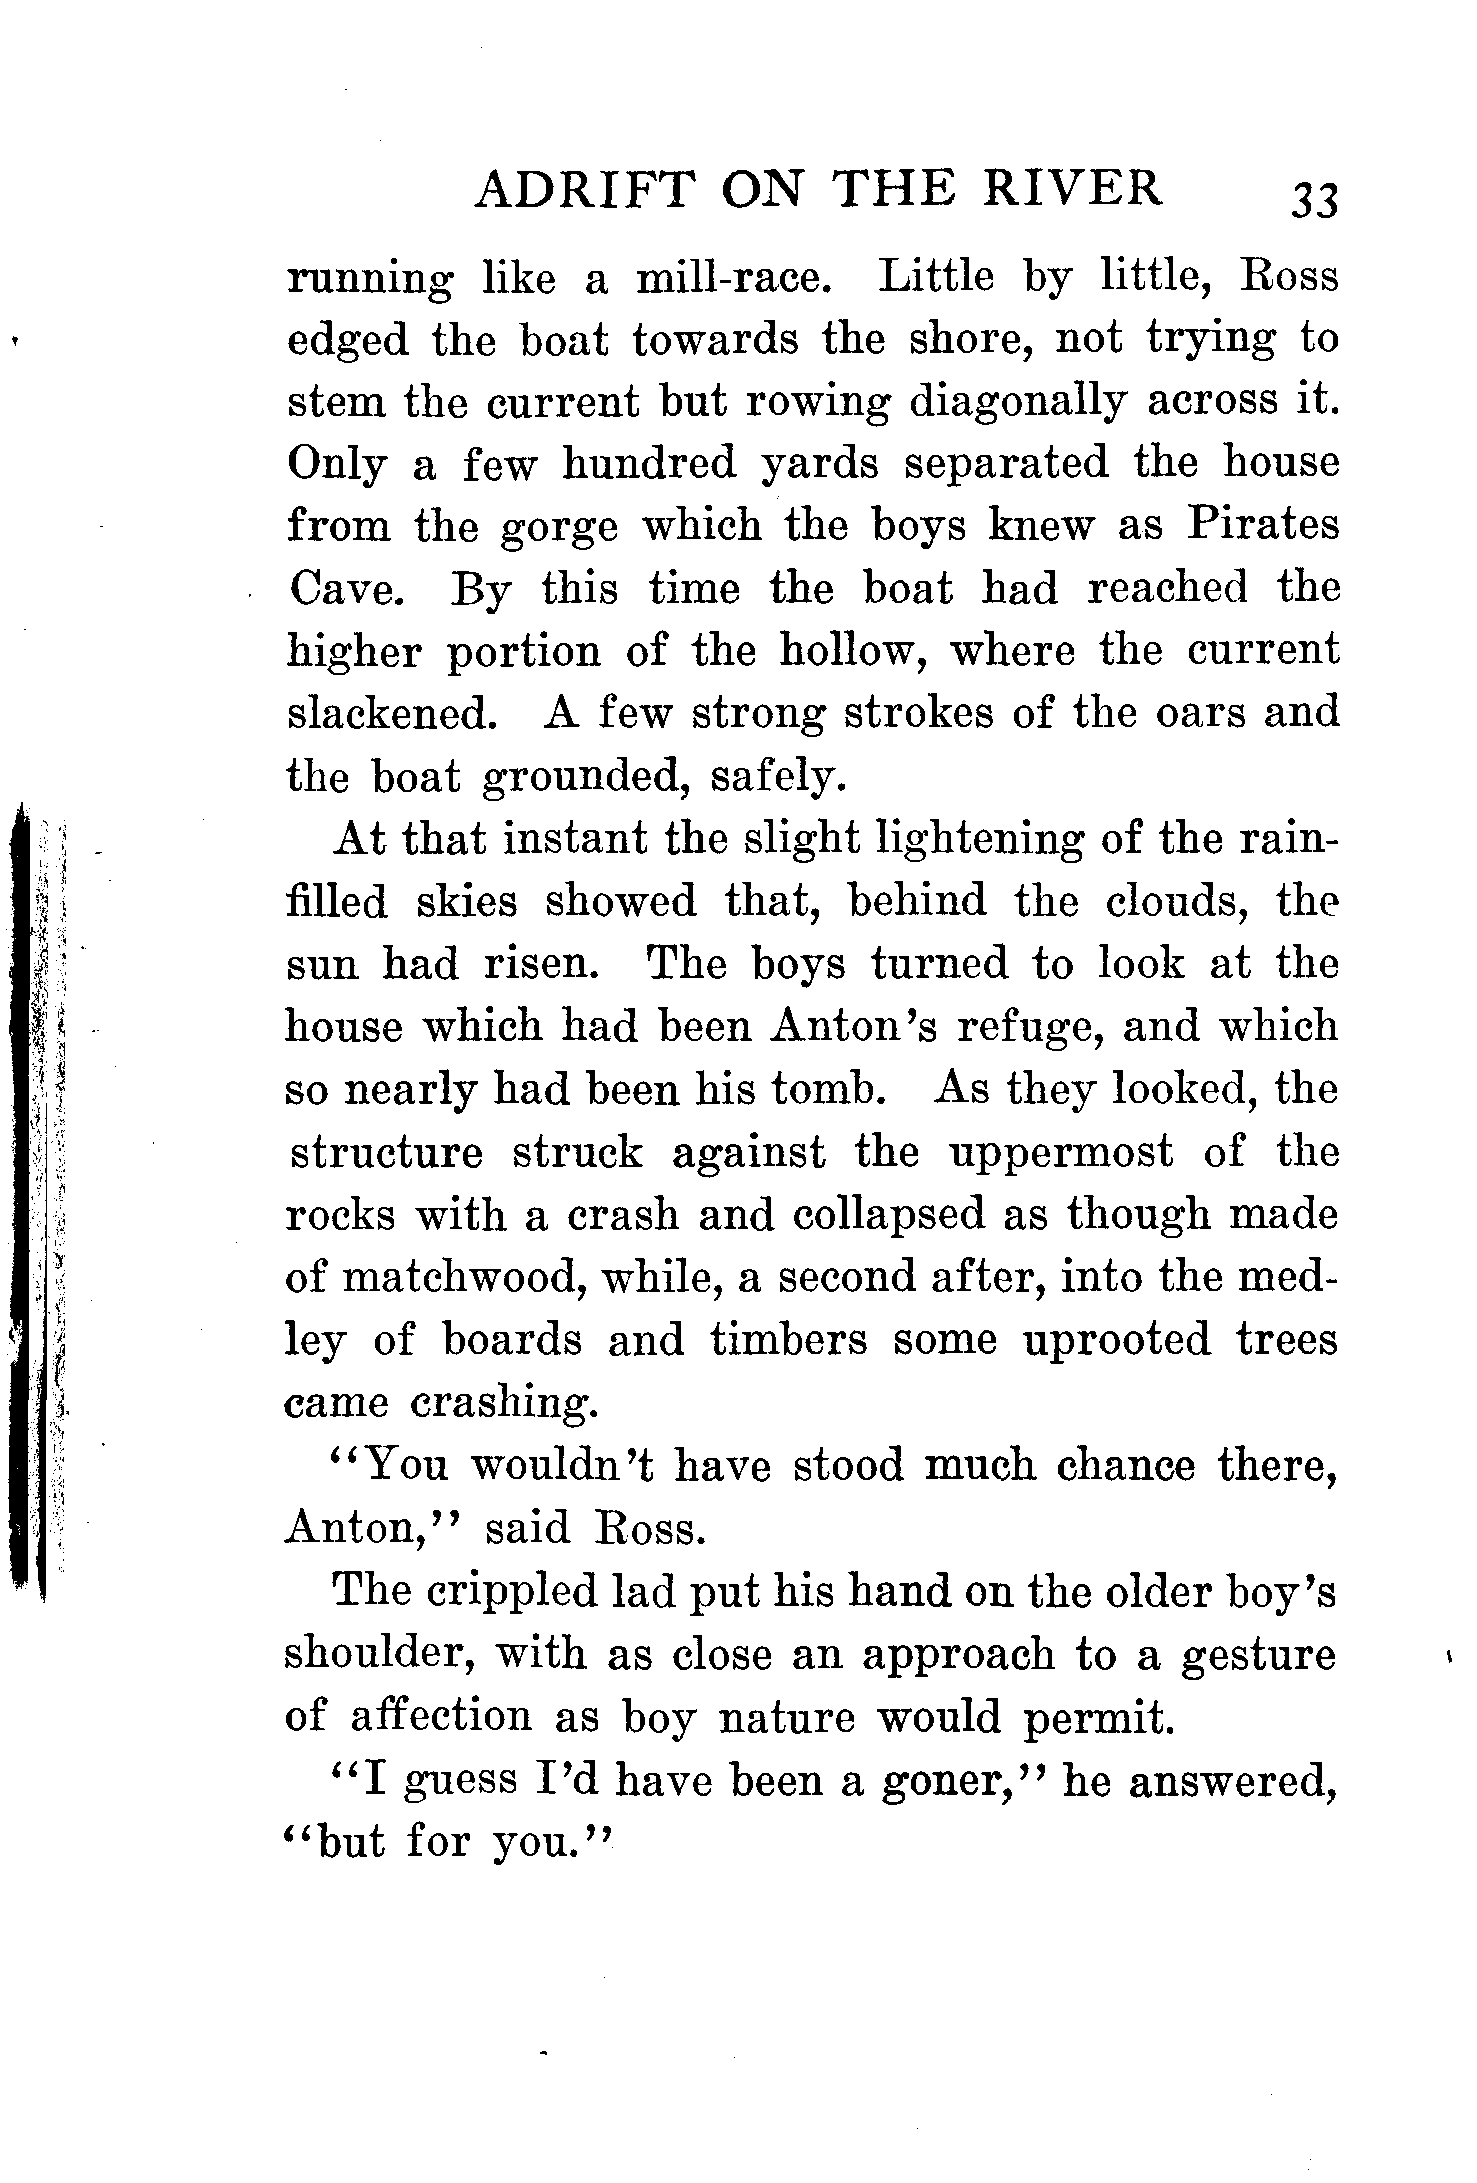 ADRIFT ON THE RIVER 33
running like a mill-race. Little by little, Ross
edged the boat towards the shore, not trying to
stem the current but rowing diagonally across it.
Only a few hundred yards separated the house
from the gorge which the boys knew as Pirates
Cave. By this time the boat had reached the
higher portion of the hollow, where the current
slackened. A few strong strokes of the oars and
the boat grounded, safely.
At that instant the slight lightening of the rain-
filled skies showed that, behind the clouds, the
sun had risen. The boys turned to look at the
house which had been Anton's refuge, and which
so nearly had been his tomb. As they looked, the
structure struck against the uppermost of the
rocks with a crash and collapsed as though made
of matchwood, while, a second after, into the med-
ley of boards and timbers some uprooted trees
came crashing.
"You wouldn't have stood much chance there,
Anton," said Ross.
The crippled lad put his hand on the older boy's
shoulder, with as close an approach to a gesture
of affection as boy nature would permit.
"I guess I'd have been a goner," he answered,
"but for you."